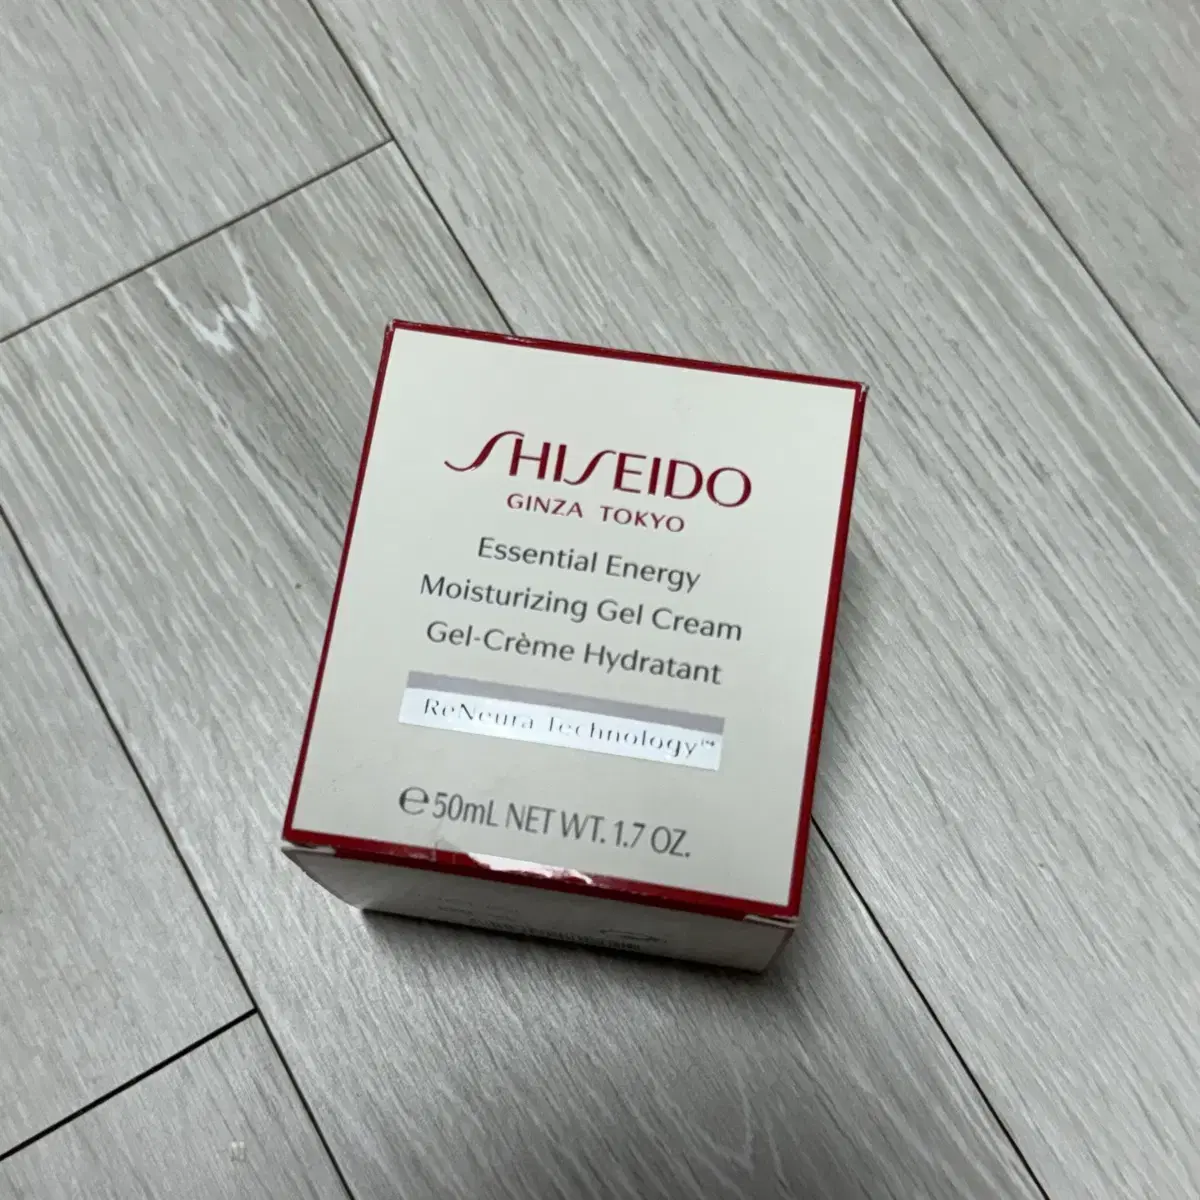 SHISEIDO
GINZA TOKYO
Essential Energy
Moisturizing Gel Cream
Gel-Crème Hydratant
ReNeura Technology™
℮50mL NET WT. 1.7 OZ.